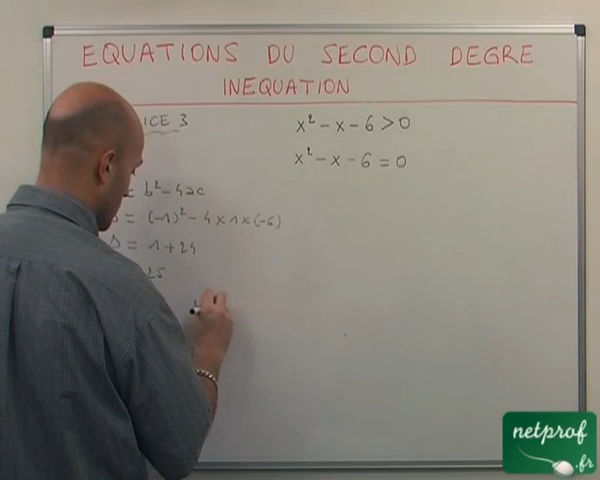 EQUATIONS DU SECOND DEGRE
INEQUATION
ICE 3
x² - x - 6 > 0
x² - x - 6 = 0
= b² - 4ac
Δ = (-1)² - 4 x 1 x (-6)
Δ = 1 + 24
25
netprof
.fr